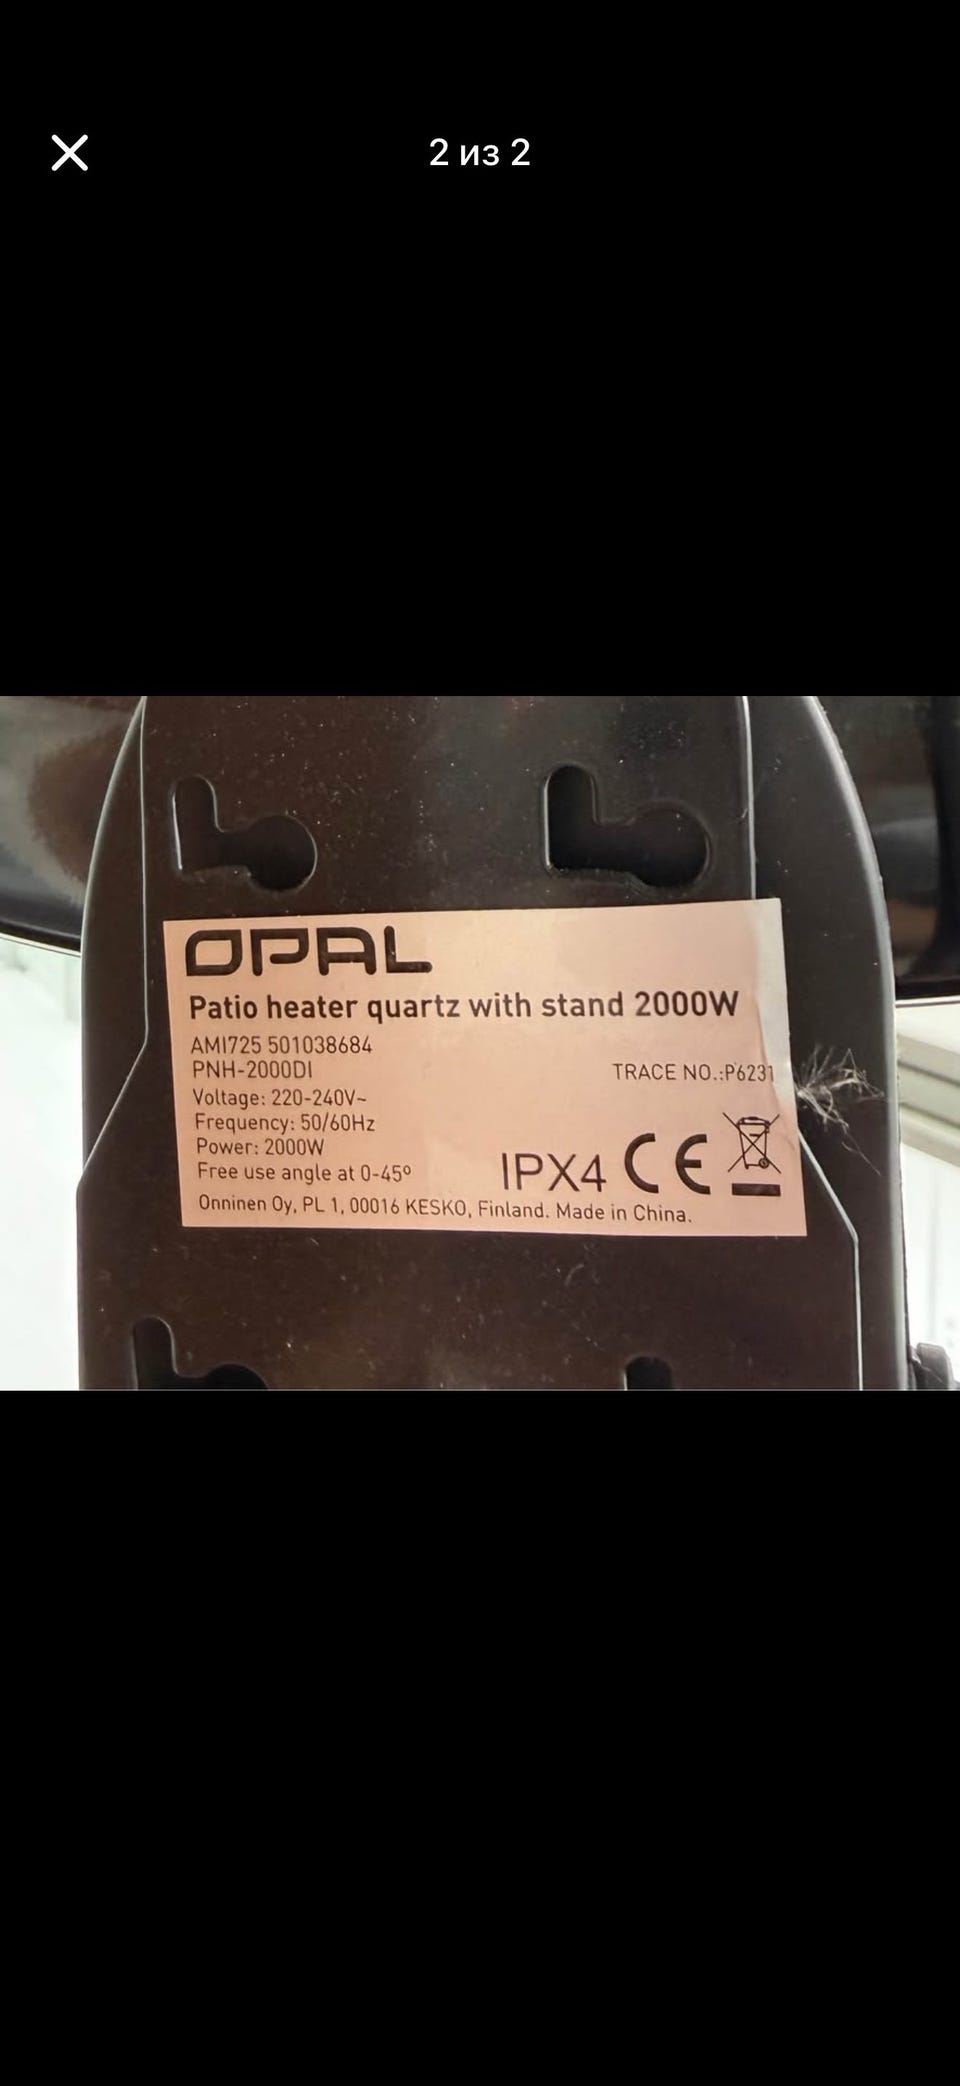 2 из 2
OPAL
Patio heater quartz with stand 2000W
AMI725 501038684
PNH-2000DI
TRACE NO.:P6231
Voltage: 220-240V~
Frequency: 50/60Hz
Power: 2000W
Free use angle at 0-45º
IPX4 CE
Onninen Oy, PL 1, 00016 KESKO, Finland. Made in China.